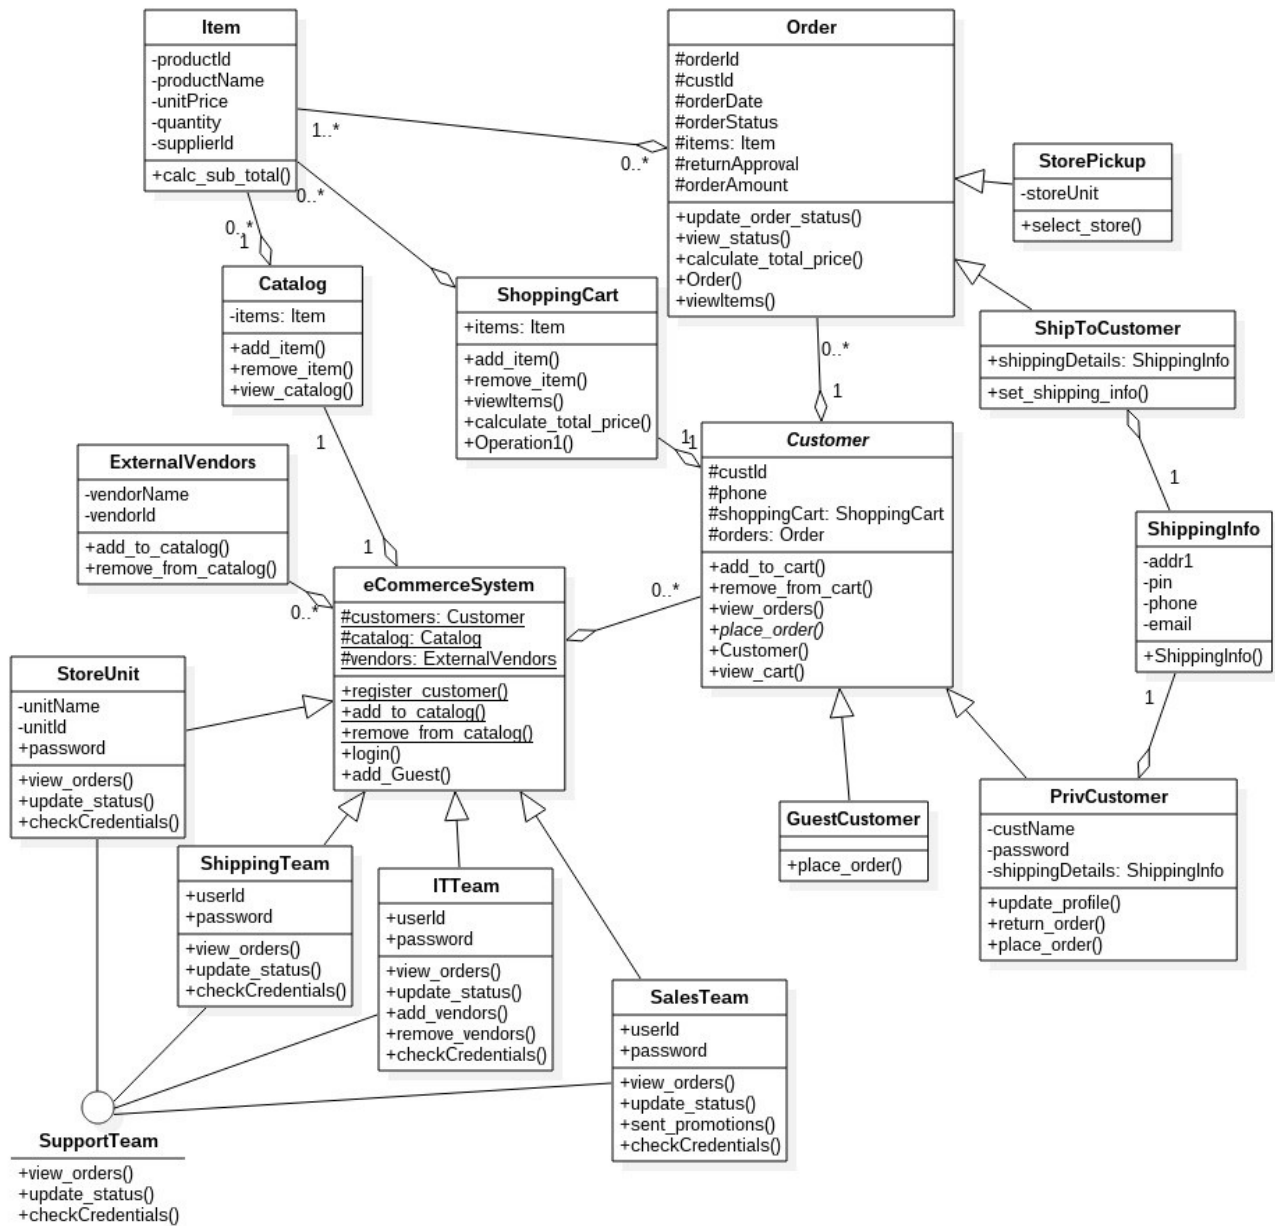 Item
-productId
-productName
-unitPrice
-quantity
-supplierId
+calc_sub_total()
Order
#orderId
#custId
#orderDate
#orderStatus
#items: Item
#returnApproval
#orderAmount
+update_order_status()
+view_status()
+calculate_total_price()
+Order()
+viewItems()
1..*
0..*
StorePickup
-storeUnit
+select_store()
0..*
0..*
1
Catalog
-items: Item
+add_item()
+remove_item()
+view_catalog()
ShoppingCart
+items: Item
+add_item()
+remove_item()
+viewItems()
+calculate_total_price()
+Operation1()
ShipToCustomer
+shippingDetails: ShippingInfo
+set_shipping_info()
0..*
1
1
1
1
Customer
#custId
#phone
#shoppingCart: ShoppingCart
#orders: Order
+add_to_cart()
+remove_from_cart()
+view_orders()
+place_order()
+Customer()
+view_cart()
ExternalVendors
-vendorName
-vendorId
+add_to_catalog()
+remove_from_catalog()
1
1
ShippingInfo
-addr1
-pin
-phone
-email
+ShippingInfo()
0..*
0..*
eCommerceSystem
#customers: Customer
#catalog: Catalog
#vendors: ExternalVendors
+register_customer()
+add_to_catalog()
+remove_from_catalog()
+login()
+add_Guest()
StoreUnit
-unitName
-unitId
+password
+view_orders()
+update_status()
+checkCredentials()
1
PrivCustomer
-custName
-password
-shippingDetails: ShippingInfo
+update_profile()
+return_order()
+place_order()
GuestCustomer
+place_order()
ShippingTeam
+userId
+password
+view_orders()
+update_status()
+checkCredentials()
ITTeam
+userId
+password
+view_orders()
+update_status()
+add_vendors()
+remove_vendors()
+checkCredentials()
SalesTeam
+userId
+password
+view_orders()
+update_status()
+sent_promotions()
+checkCredentials()
SupportTeam
+view_orders()
+update_status()
+checkCredentials()